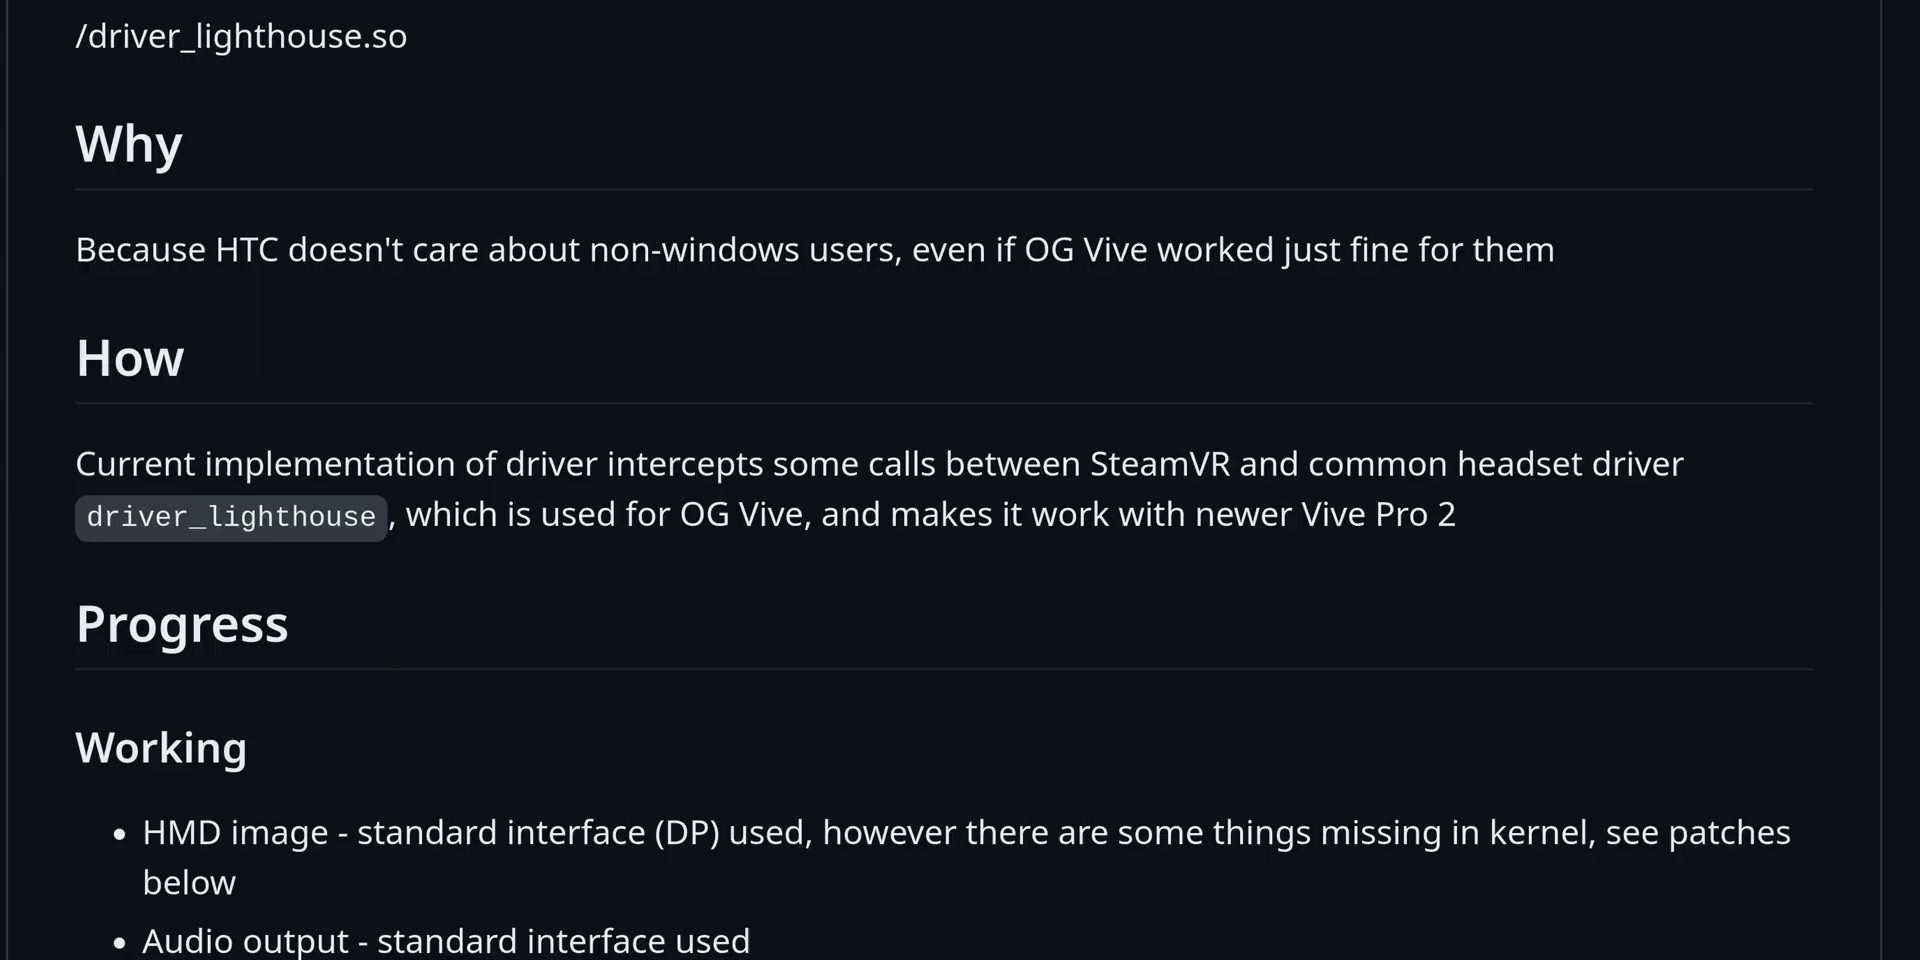 /driver_lighthouse.so
Why
Because HTC doesn't care about non-windows users, even if OG Vive worked just fine for them
How
Current implementation of driver intercepts some calls between SteamVR and common headset driver
driver_lighthouse, which is used for OG Vive, and makes it work with newer Vive Pro 2
Progress
Working
• HMD image - standard interface (DP) used, however there are some things missing in kernel, see patches
below
• Audio output - standard interface used